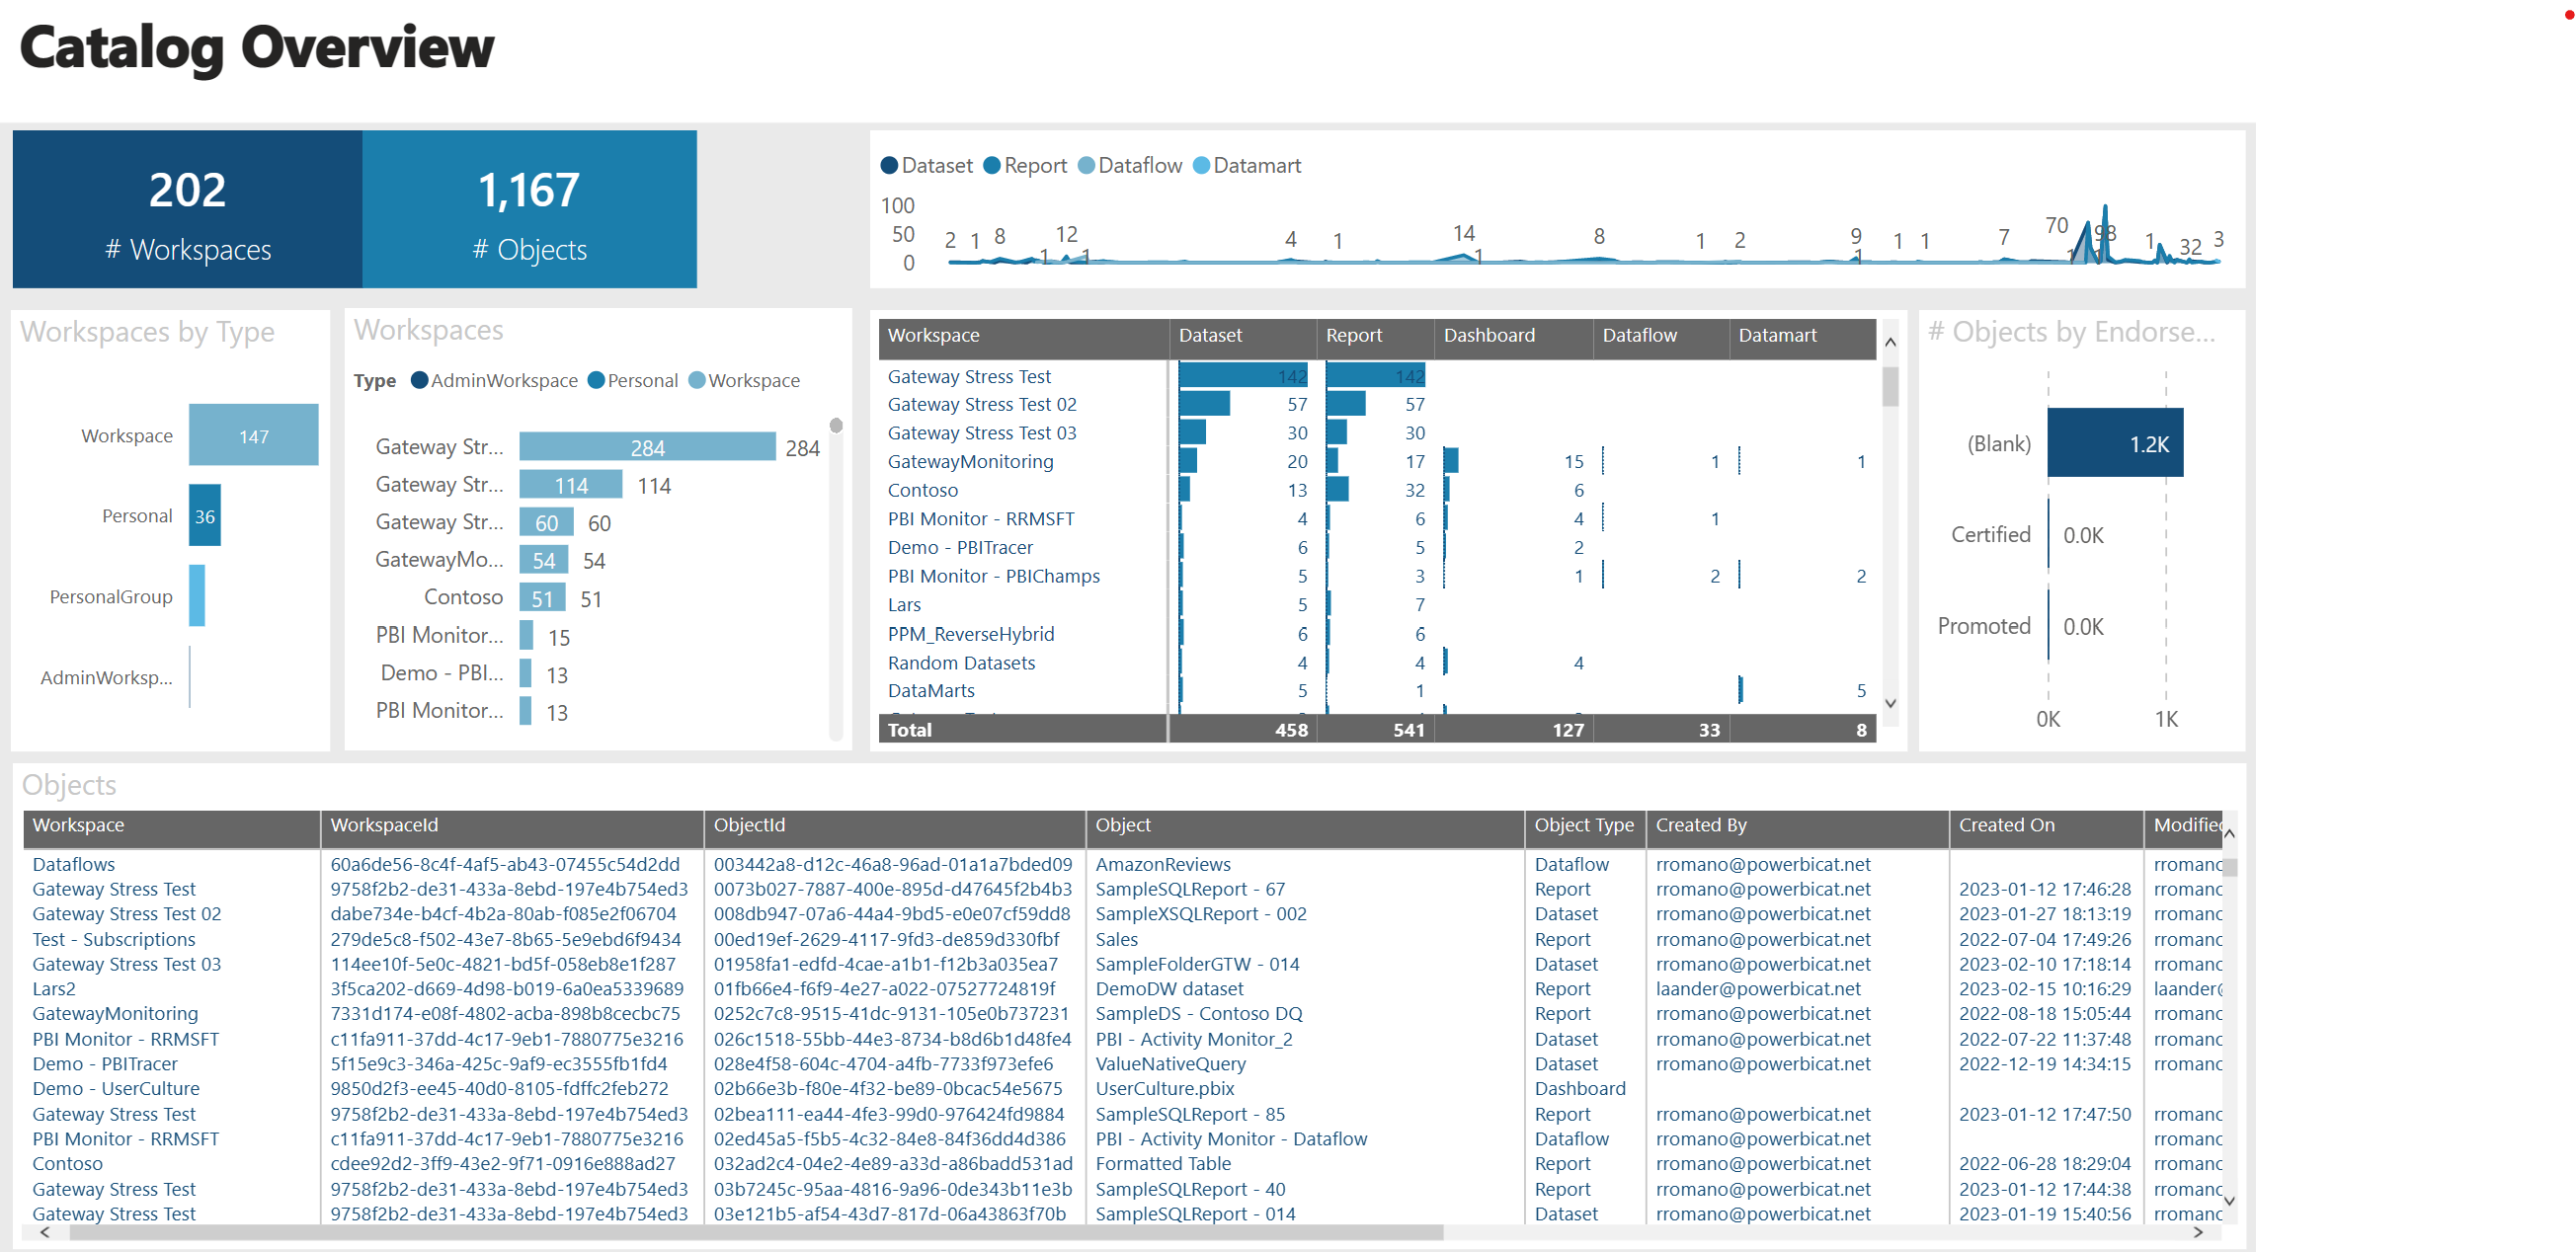 Catalog Overview
202
# Workspaces
1,167
# Objects
Dataset Report Dataflow Datamart
100
50
0
2 1 8 1 12 1 4 1 14 1 8 1 2 9 1 1 1 7 70 1 98 1 32 3
Workspaces by Type
Workspace 147
Personal 36
PersonalGroup
AdminWorksp...
Workspaces
Type AdminWorkspace Personal Workspace
Gateway Str... 284 284
Gateway Str... 114 114
Gateway Str... 60 60
GatewayMo... 54 54
Contoso 51 51
PBI Monitor... 15
Demo - PBI... 13
PBI Monitor... 13
Workspace Dataset Report Dashboard Dataflow Datamart
Gateway Stress Test 142 142
Gateway Stress Test 02 57 57
Gateway Stress Test 03 30 30
GatewayMonitoring 20 17 15 1 1
Contoso 13 32 6
PBI Monitor - RRMSFT 4 6 4 1
Demo - PBITracer 6 5 2
PBI Monitor - PBIChamps 5 3 1 2 2
Lars 5 7
PPM_ReverseHybrid 6 6
Random Datasets 4 4 4
DataMarts 5 1 5
Total 458 541 127 33 8
# Objects by Endorse...
(Blank) 1.2K
Certified 0.0K
Promoted 0.0K
0K 1K
Objects
Workspace WorkspaceId ObjectId Object Object Type Created By Created On Modified
Dataflows 60a6de56-8c4f-4af5-ab43-07455c54d2dd 003442a8-d12c-46a8-96ad-01a1a7bded09 AmazonReviews Dataflow rromano@powerbicat.net rromano
Gateway Stress Test 9758f2b2-de31-433a-8ebd-197e4b754ed3 0073b027-7887-400e-895d-d47645f2b4b3 SampleSQLReport - 67 Report rromano@powerbicat.net 2023-01-12 17:46:28 rromano
Gateway Stress Test 02 dabe734e-b4cf-4b2a-80ab-f085e2f06704 008db947-07a6-44a4-9bd5-e0e07cf59dd8 SampleXSQLReport - 002 Dataset rromano@powerbicat.net 2023-01-27 18:13:19 rromano
Test - Subscriptions 279de5c8-f502-43e7-8b65-5e9ebd6f9434 00ed19ef-2629-4117-9fd3-de859d330fbf Sales Report rromano@powerbicat.net 2022-07-04 17:49:26 rromano
Gateway Stress Test 03 114ee10f-5e0c-4821-bd5f-058eb8e1f287 01958fa1-edfd-4cae-a1b1-f12b3a035ea7 SampleFolderGTW - 014 Dataset rromano@powerbicat.net 2023-02-10 17:18:14 rromano
Lars2 3f5ca202-d669-4d98-b019-6a0ea5339689 01fb66e4-f6f9-4e27-a022-07527724819f DemoDW dataset Report laander@powerbicat.net 2023-02-15 10:16:29 laander@
GatewayMonitoring 7331d174-e08f-4802-acba-898b8cecbc75 0252c7c8-9515-41dc-9131-105e0b737231 SampleDS - Contoso DQ Report rromano@powerbicat.net 2022-08-18 15:05:44 rromano
PBI Monitor - RRMSFT c11fa911-37dd-4c17-9eb1-7880775e3216 026c1518-55bb-44e3-8734-b8d6b1d48fe4 PBI - Activity Monitor_2 Dataset rromano@powerbicat.net 2022-07-22 11:37:48 rromano
Demo - PBITracer 5f15e9c3-346a-425c-9af9-ec3555fb1fd4 028e4f58-604c-4704-a4fb-7733f973efe6 ValueNativeQuery Dataset rromano@powerbicat.net 2022-12-19 14:34:15 rromano
Demo - UserCulture 9850d2f3-ee45-40d0-8105-fdffc2feb272 02b66e3b-f80e-4f32-be89-0bcac54e5675 UserCulture.pbix Dashboard
Gateway Stress Test 9758f2b2-de31-433a-8ebd-197e4b754ed3 02bea111-ea44-4fe3-99d0-976424fd9884 SampleSQLReport - 85 Report rromano@powerbicat.net 2023-01-12 17:47:50 rromano
PBI Monitor - RRMSFT c11fa911-37dd-4c17-9eb1-7880775e3216 02ed45a5-f5b5-4c32-84e8-84f36dd4d386 PBI - Activity Monitor - Dataflow Dataflow rromano@powerbicat.net rromano
Contoso cdee92d2-3ff9-43e2-9f71-0916e888ad27 032ad2c4-04e2-4e89-a33d-a86badd531ad Formatted Table Report rromano@powerbicat.net 2022-06-28 18:29:04 rromano
Gateway Stress Test 9758f2b2-de31-433a-8ebd-197e4b754ed3 03b7245c-95aa-4816-9a96-0de343b11e3b SampleSQLReport - 40 Report rromano@powerbicat.net 2023-01-12 17:44:38 rromano
Gateway Stress Test 9758f2b2-de31-433a-8ebd-197e4b754ed3 03e121b5-af54-43d7-817d-06a43863f70b SampleSQLReport - 014 Dataset rromano@powerbicat.net 2023-01-19 15:40:56 rromano